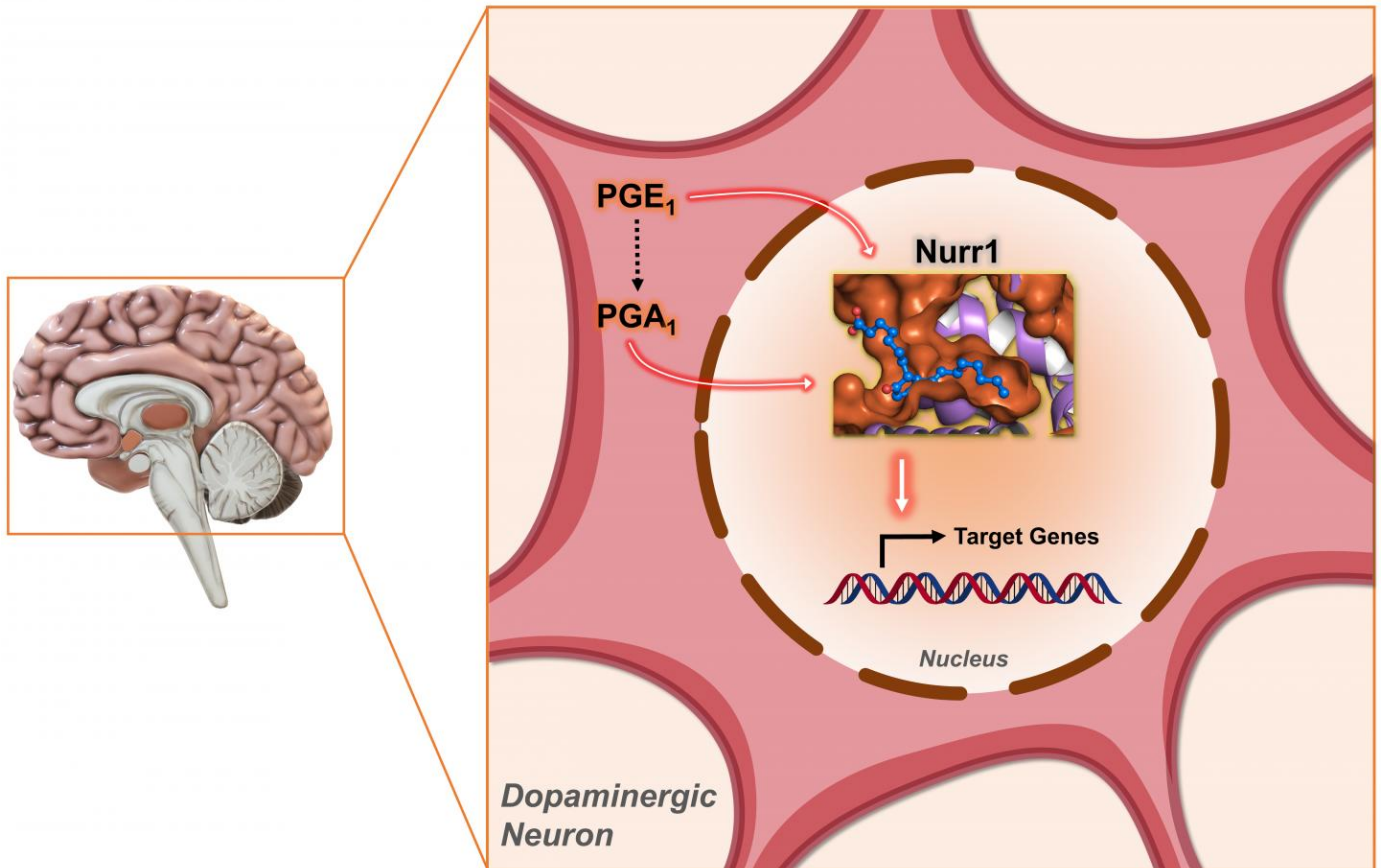 PGE₁
PGA₁
Nurr1
Target Genes
Nucleus
Dopaminergic
Neuron